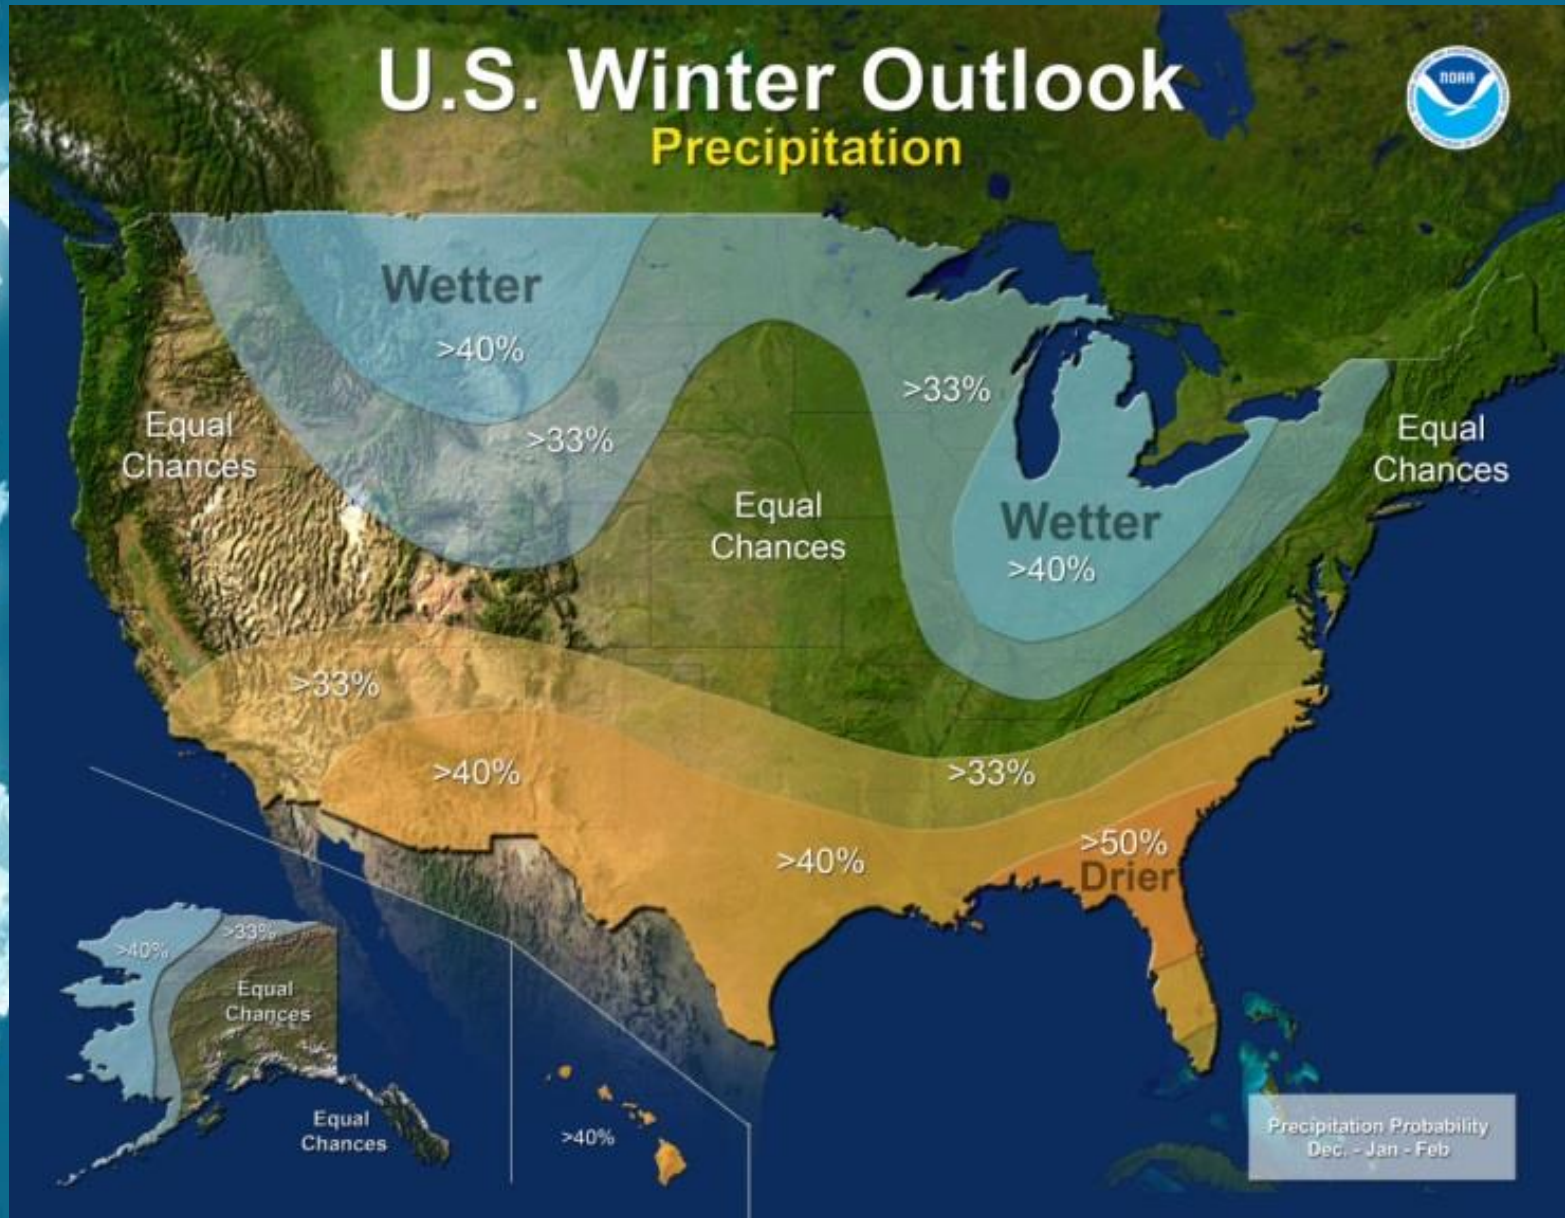 U.S. Winter Outlook
Precipitation
NOAA
Wetter
>40%
>33%
>33%
Equal
Chances
Equal
Chances
Equal
Chances
Wetter
>40%
>33%
>40%
>33%
>40%
>50%
Drier
>40%
>33%
Equal
Chances
Equal
Chances
>40%
Precipitation Probability
Dec. - Jan - Feb